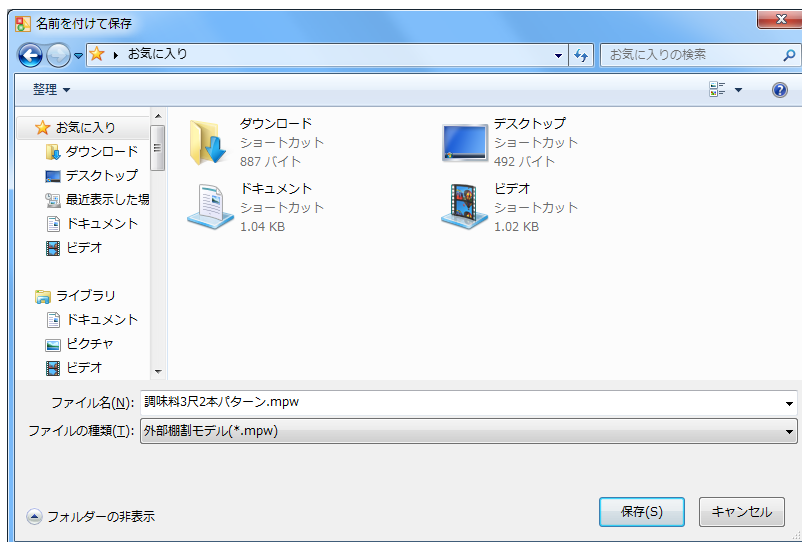 名前を付けて保存
お気に入り
お気に入りの検索
整理
お気に入り
ダウンロード
デスクトップ
最近表示した場
ドキュメント
ビデオ
ライブラリ
ドキュメント
ピクチャ
ビデオ
ダウンロード
ショートカット
887 バイト
デスクトップ
ショートカット
492 バイト
ドキュメント
ショートカット
1.04 KB
ビデオ
ショートカット
1.02 KB
ファイル名(N): 調味料3尺2本パターン.mpw
ファイルの種類(T): 外部棚割モデル(*.mpw)
フォルダーの非表示
保存(S)
キャンセル